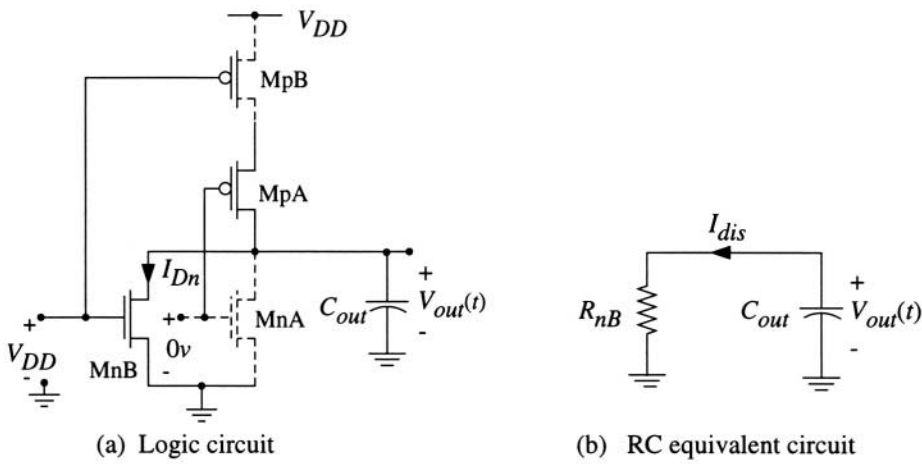 V_DD
MpB
MpA
I_Dn
+
V_DD
-
MnB
+
0v
-
MnA
C_out
+
V_out(t)
-
(a) Logic circuit
I_dis
R_nB
C_out
+
V_out(t)
-
(b) RC equivalent circuit